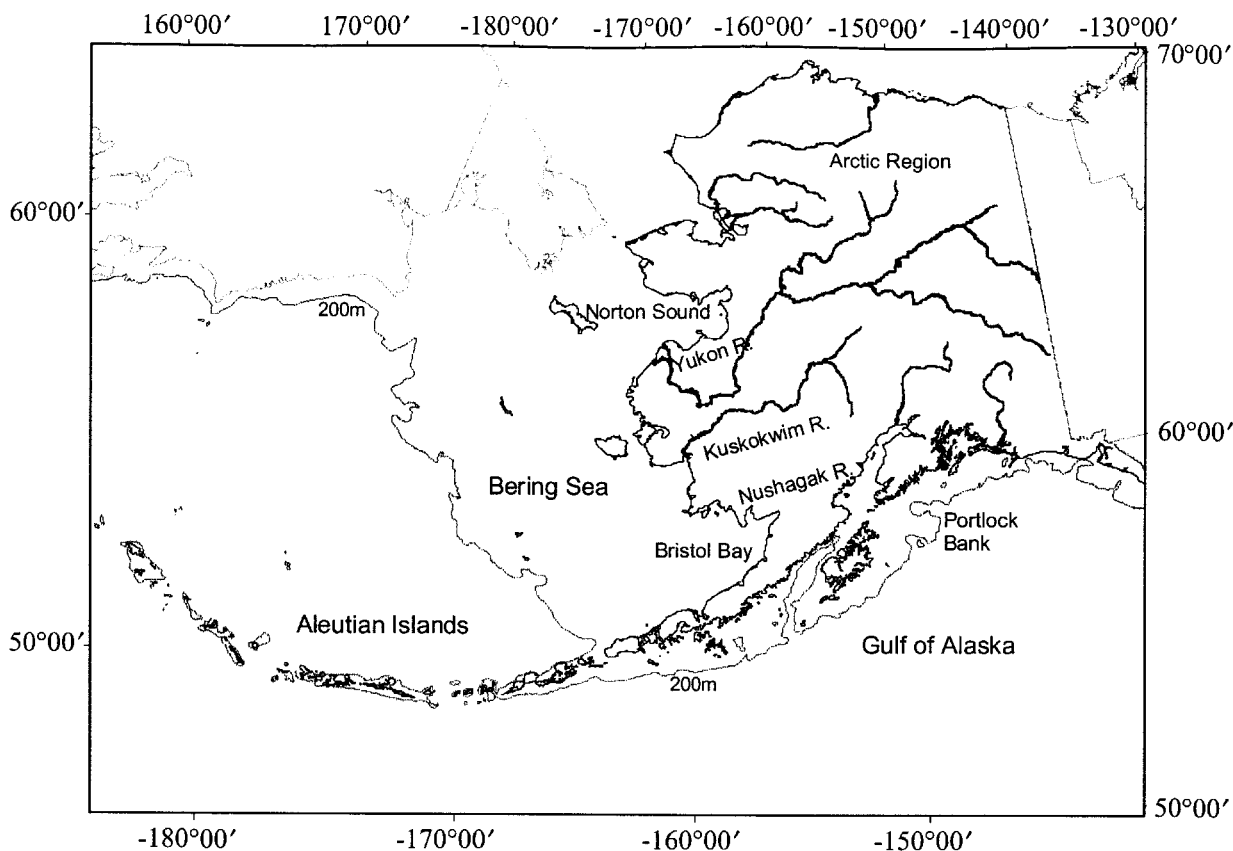 160°00′ 170°00′ -180°00′ -170°00′ -160°00′ -150°00′ -140°00′ -130°00′
70°00′
Arctic Region
60°00′
200m
Norton Sound
Yukon R.
Kuskokwim R.
60°00′
Nushagak R.
Bering Sea
Portlock
Bank
Bristol Bay
Aleutian Islands
Gulf of Alaska
50°00′
200m
50°00′
-180°00′ -170°00′ -160°00′ -150°00′